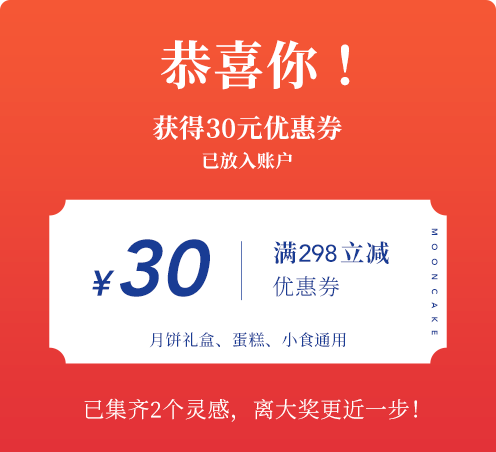 恭喜你！
获得30元优惠券
已放入账户
¥30
满298立减
优惠券
MOONCAKE
月饼礼盒、蛋糕、小食通用
已集齐2个灵感，离大奖更近一步！